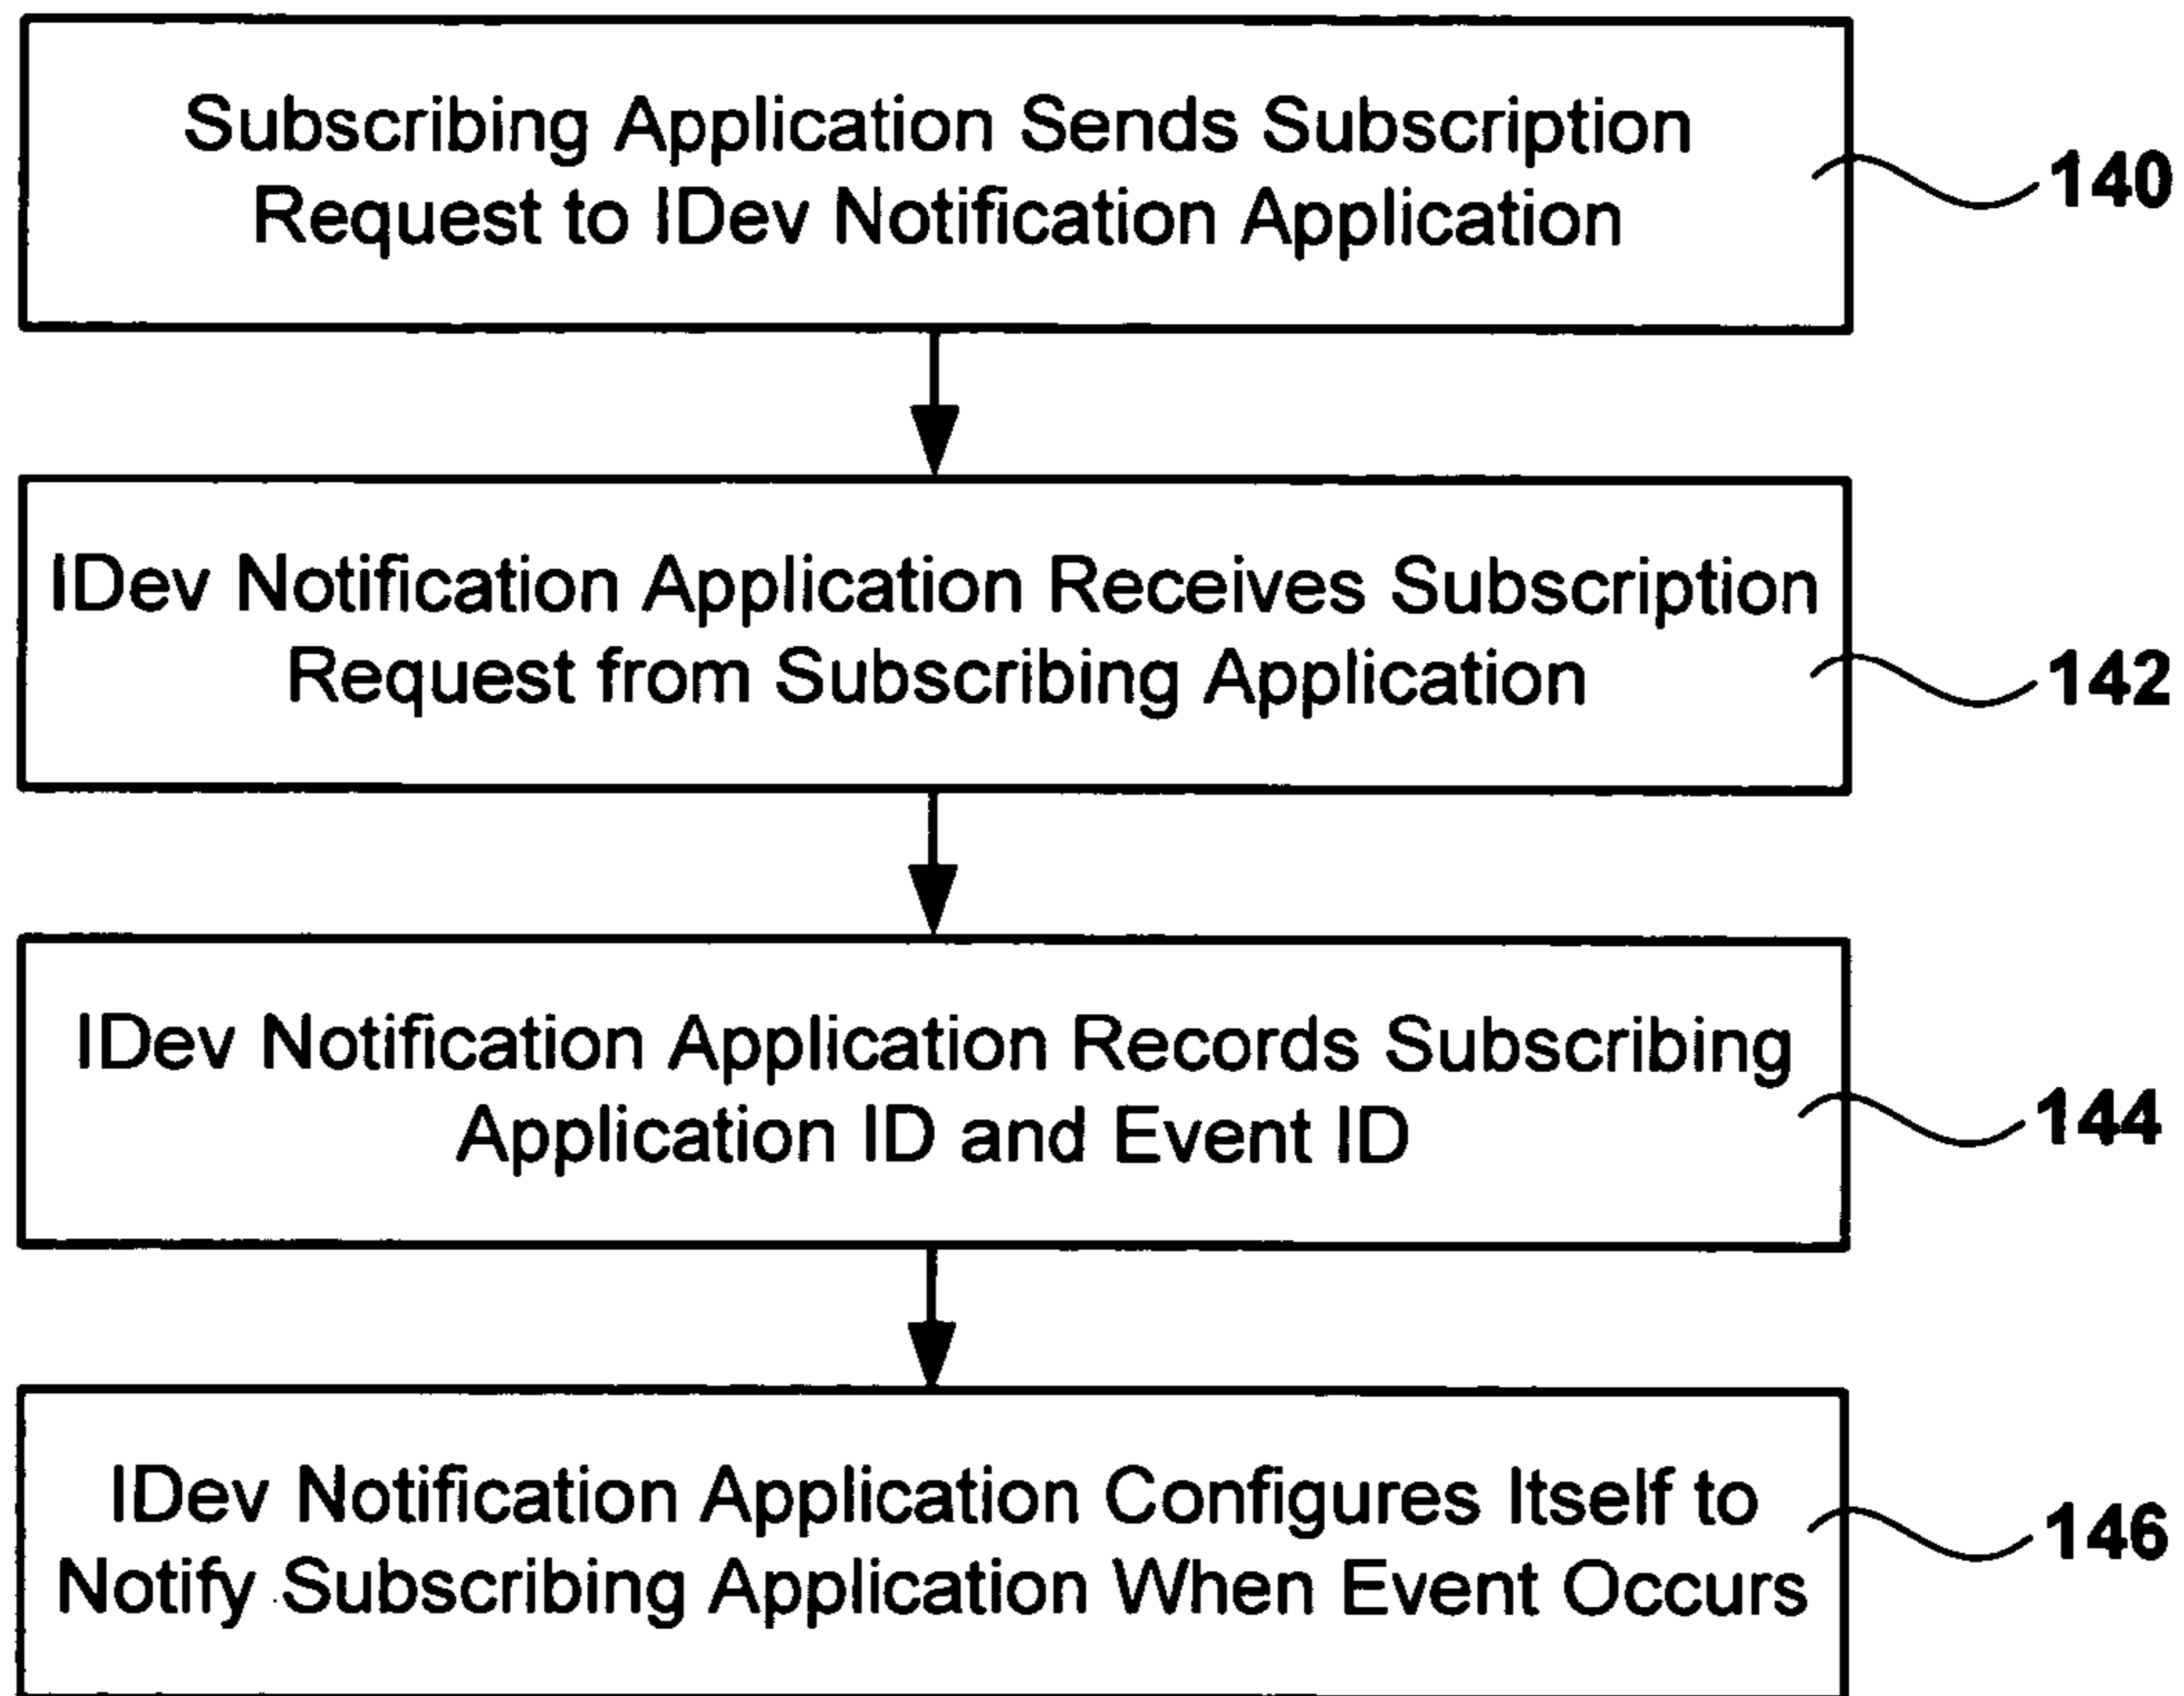 Subscribing Application Sends Subscription
Request to IDev Notification Application
140
IDev Notification Application Receives Subscription
Request from Subscribing Application
142
IDev Notification Application Records Subscribing
Application ID and Event ID
144
IDev Notification Application Configures Itself to
Notify Subscribing Application When Event Occurs
146